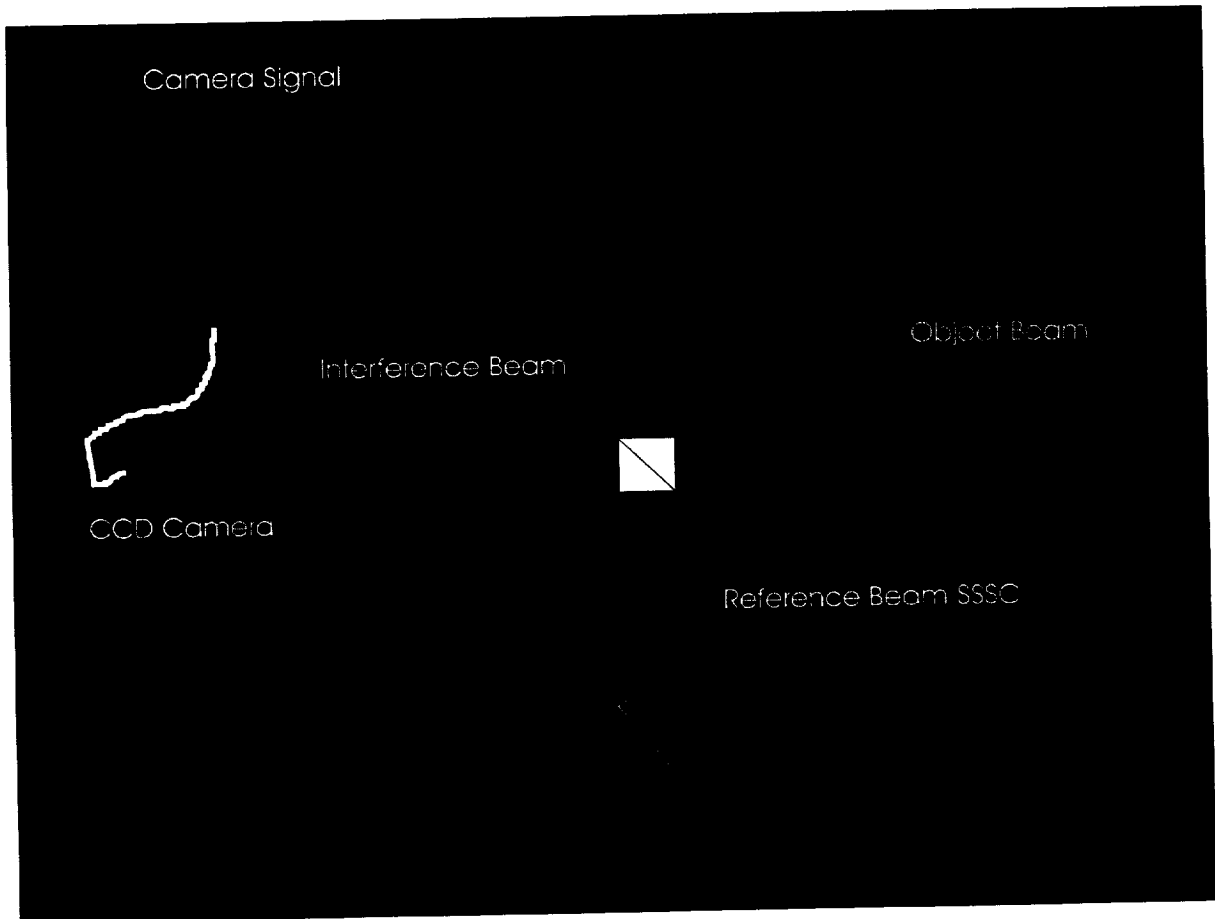 Camera Signal
Object Beam
Interference Beam
CCD Camera
Reference Beam SSSC